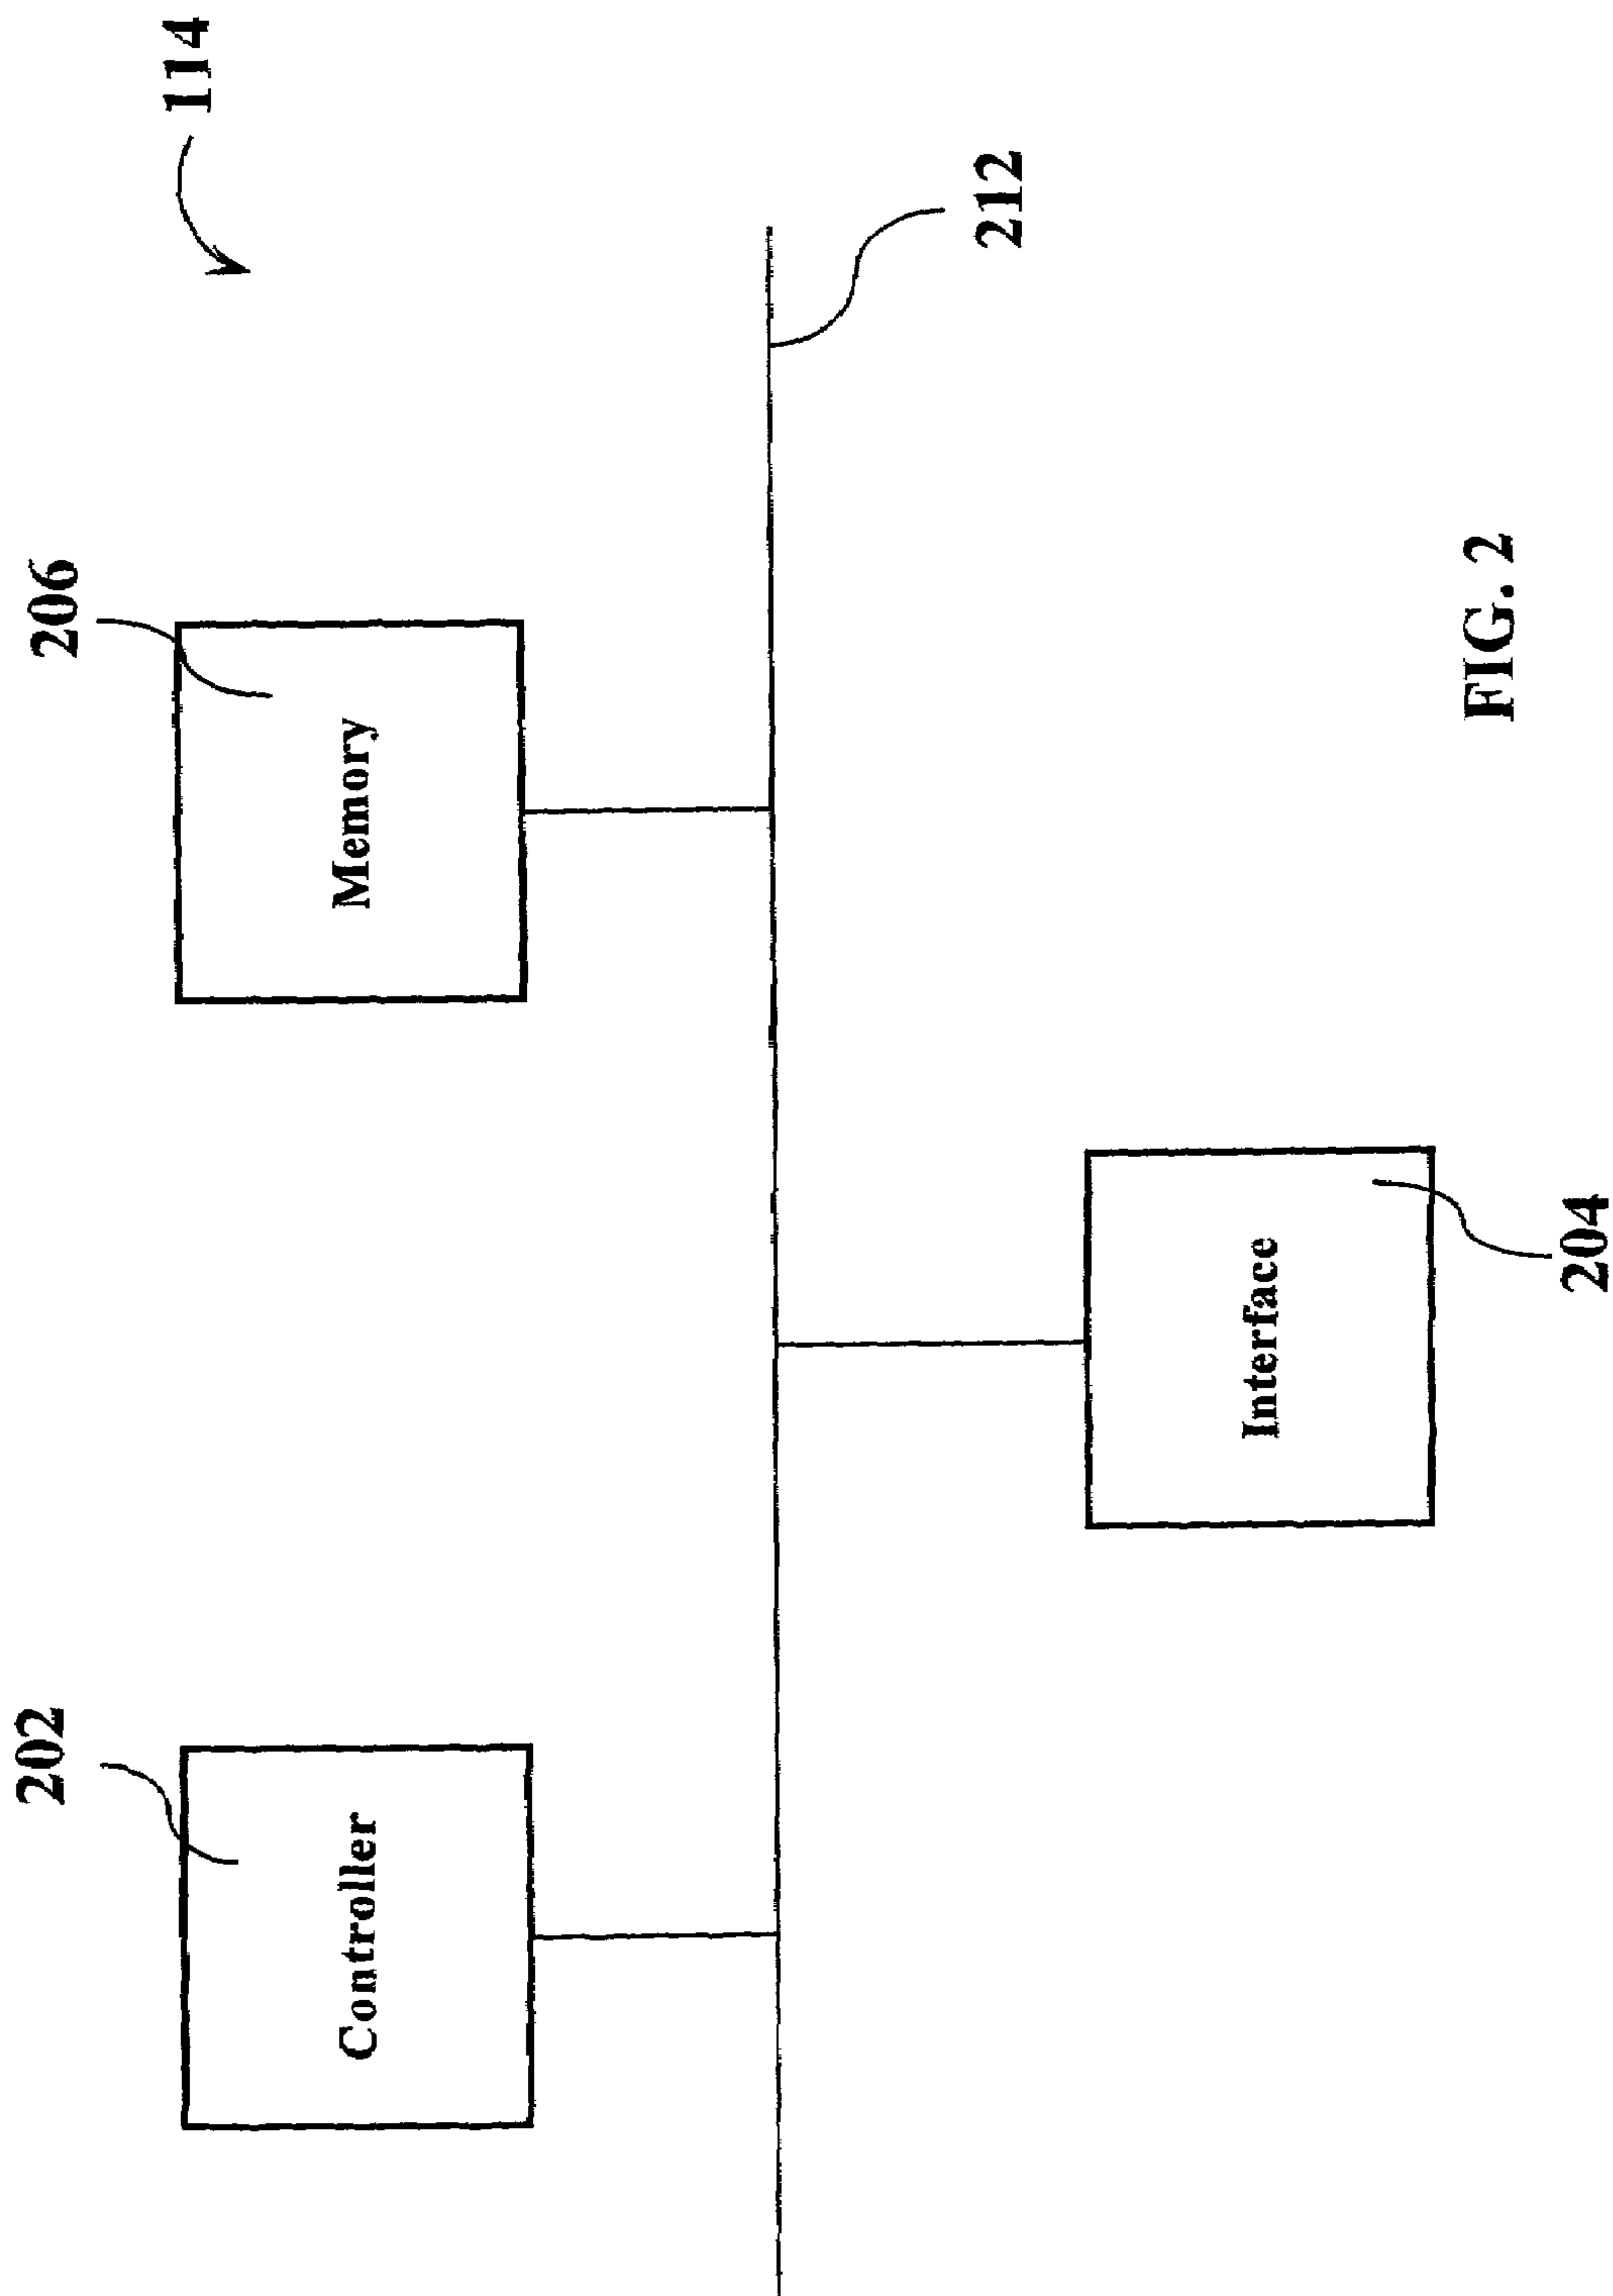 114
202
206
Controller
Memory
212
Interface
204
FIG. 2